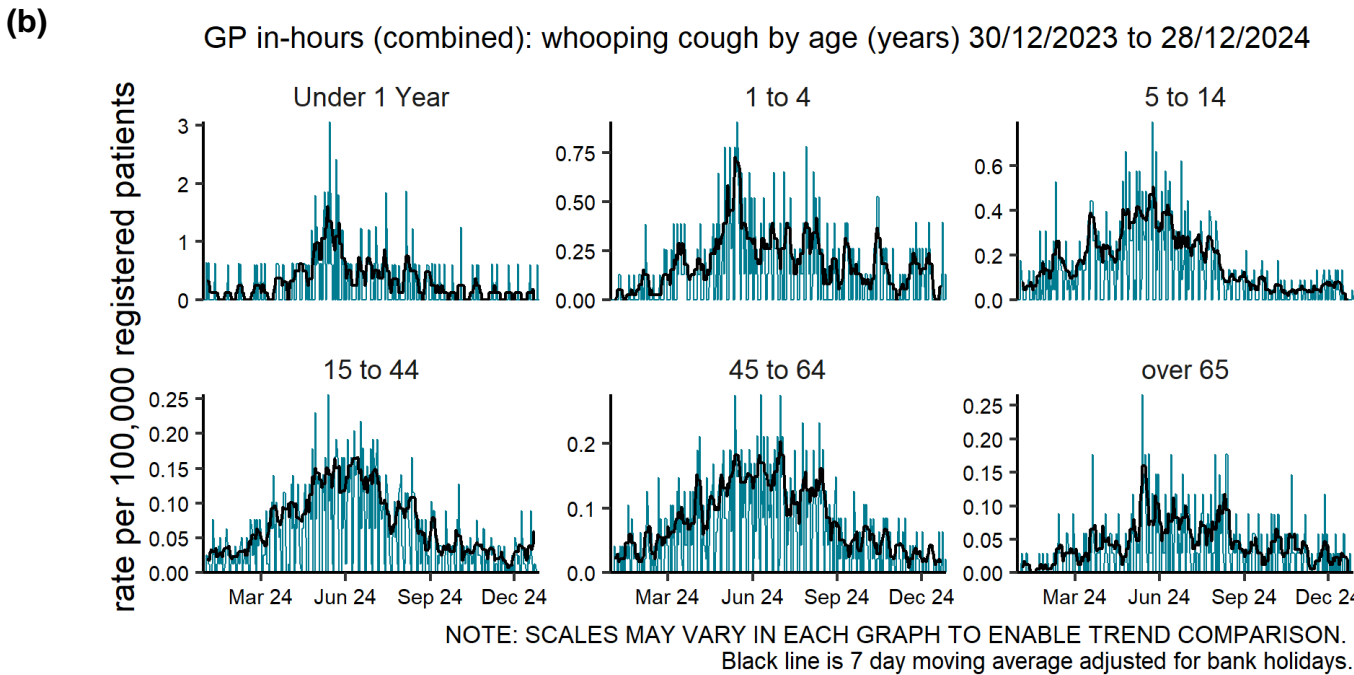 (b)
GP in-hours (combined): whooping cough by age (years) 30/12/2023 to 28/12/2024
rate per 100,000 registered patients
Under 1 Year
3
2
1
0
1 to 4
0.75
0.50
0.25
0.00
5 to 14
0.6
0.4
0.2
0.0
15 to 44
0.25
0.20
0.15
0.10
0.05
0.00
Mar 24 Jun 24 Sep 24 Dec 24
45 to 64
0.2
0.1
0.0
Mar 24 Jun 24 Sep 24 Dec 24
over 65
0.25
0.20
0.15
0.10
0.05
0.00
Mar 24 Jun 24 Sep 24 Dec 24
NOTE: SCALES MAY VARY IN EACH GRAPH TO ENABLE TREND COMPARISON.
Black line is 7 day moving average adjusted for bank holidays.